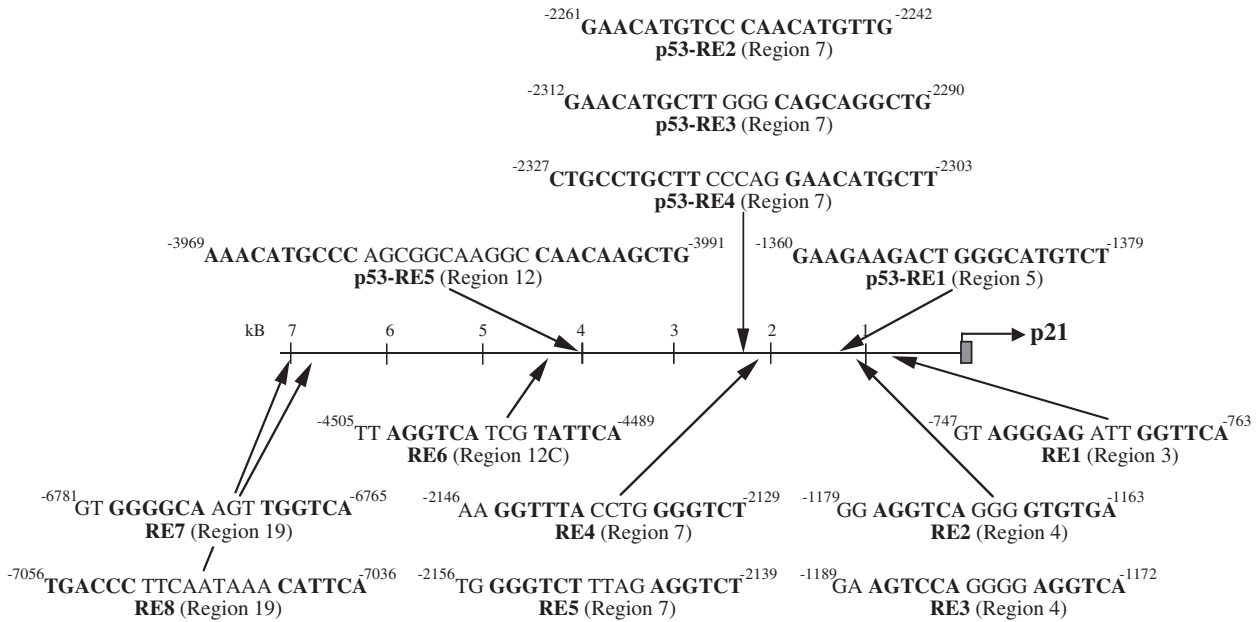 -2261GAACATGTCC CAACATGTTG-2242
p53-RE2 (Region 7)
-2312GAACATGCTT GGG CAGCAGGCTG-2290
p53-RE3 (Region 7)
-2327CTGCCTGCTT CCCAG GAACATGCTT-2303
p53-RE4 (Region 7)
-3969AAACATGCCC AGCGGCAAGGC CAACAAGCTG-3991
p53-RE5 (Region 12)
-1360GAAGAAGACT GGGCATGTCT-1379
p53-RE1 (Region 5)
kB 7 6 5 4 3 2 1 p21
-4505TT AGGTCA TCG TATTCA-4489
RE6 (Region 12C)
-747GT AGGGAG ATT GGTTCA-763
RE1 (Region 3)
-6781GT GGGGCA AGT TGGTCA-6765
RE7 (Region 19)
-2146AA GGTTTA CCTG GGGTCT-2129
RE4 (Region 7)
-1179GG AGGTCA GGG GTGTGA-1163
RE2 (Region 4)
-7056TGACCC TTCAATAAA CATTCA-7036
RE8 (Region 19)
-2156TG GGGTCT TTAG AGGTCT-2139
RE5 (Region 7)
-1189GA AGTCCA GGGG AGGTCA-1172
RE3 (Region 4)